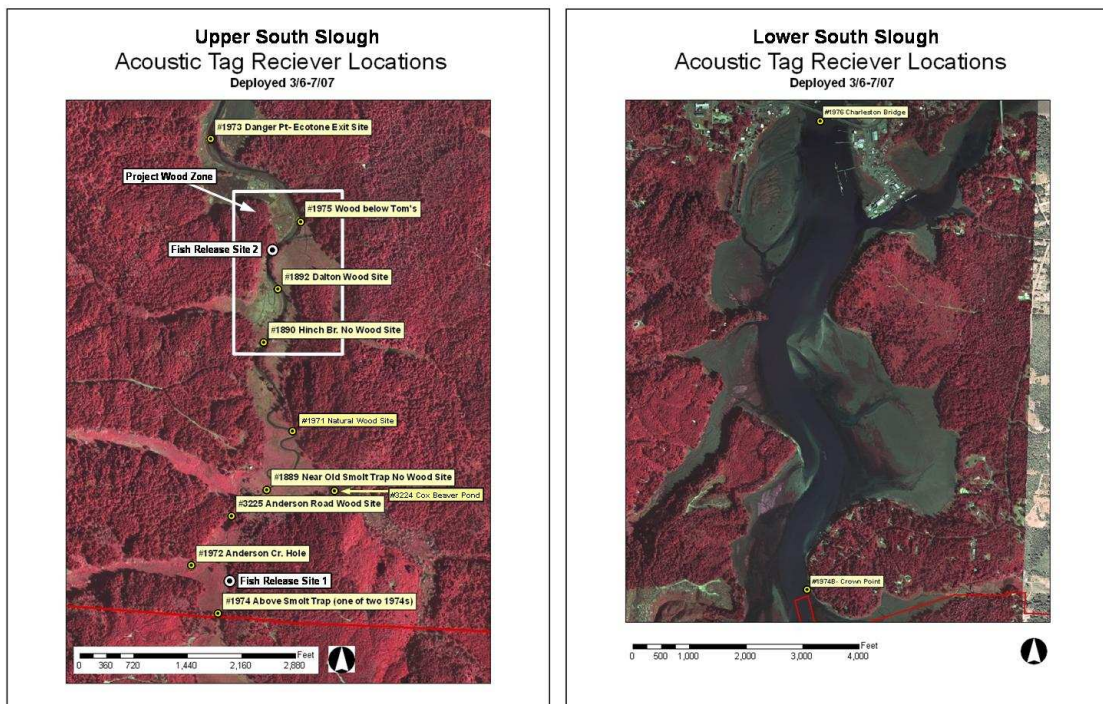 Upper South Slough
Acoustic Tag Reciever Locations
Deployed 3/6-7/07
#1973 Danger Pt- Ecotone Exit Site
Project Wood Zone
#1975 Wood below Tom's
Fish Release Site 2
#1892 Dalton Wood Site
#1890 Hinch Br. No Wood Site
#1971 Natural Wood Site
#1889 Near Old Smolt Trap No Wood Site
#3224 Cox Beaver Pond
#3225 Anderson Road Wood Site
#1972 Anderson Cr. Hole
Fish Release Site 1
#1974 Above Smolt Trap (one of two 1974s)
Feet
0 360 720 1,440 2,160 2,880
Lower South Slough
Acoustic Tag Reciever Locations
Deployed 3/6-7/07
#1976 Charleston Bridge
#1974B- Crown Point
Feet
0 500 1,000 2,000 3,000 4,000